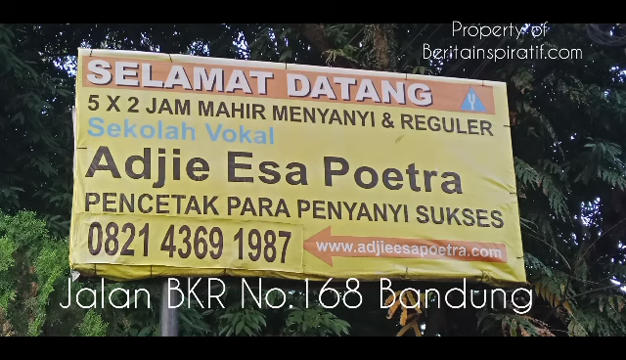 Property of
Beritainspiratif.com
SELAMAT DATANG
5 X 2 JAM MAHIR MENYANYI & REGULER
Sekolah Vokal
Adjie Esa Poetra
PENCETAK PARA PENYANYI SUKSES
0821 4369 1987
www.adjieesapoetra.com
Jalan BKR No.168 Bandung